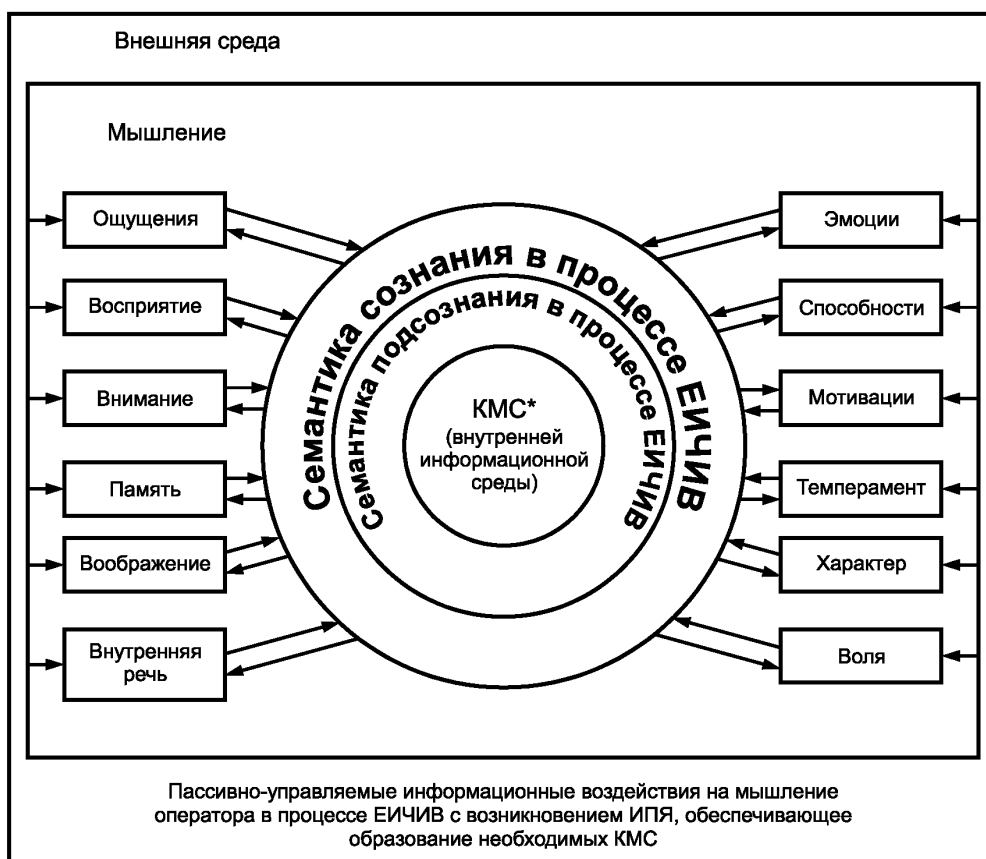 Внешняя среда
Мышление
Ощущения
Восприятие
Внимание
Память
Воображение
Внутренняя
речь
Семантика сознания в процессе ЕИЧИВ
Семантика подсознания в процессе ЕИЧИВ
КМС*
(внутренней
информационной
среды)
Эмоции
Способности
Мотивации
Темперамент
Характер
Воля
Пассивно-управляемые информационные воздействия на мышление
оператора в процессе ЕИЧИВ с возникновением ИПЯ, обеспечивающее
образование необходимых КМС